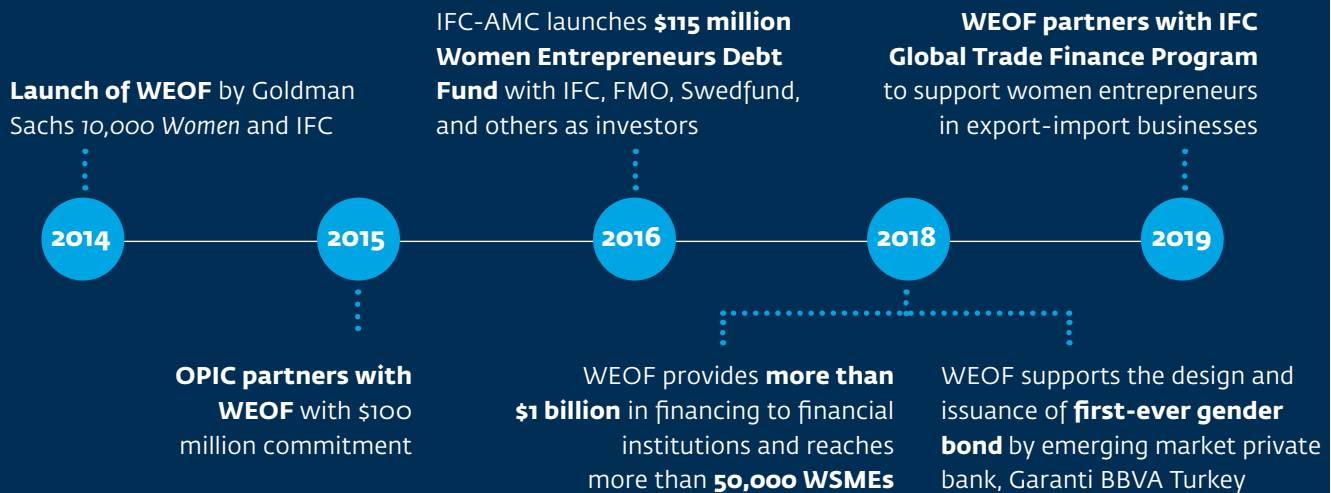 Launch of WEOF by Goldman
Sachs 10,000 Women and IFC
IFC-AMC launches $115 million
Women Entrepreneurs Debt
Fund with IFC, FMO, Swedfund,
and others as investors
WEOF partners with IFC
Global Trade Finance Program
to support women entrepreneurs
in export-import businesses
2014
2015
2016
2018
2019
OPIC partners with
WEOF with $100
million commitment
WEOF provides more than
$1 billion in financing to financial
institutions and reaches
more than 50,000 WSMEs
WEOF supports the design and
issuance of first-ever gender
bond by emerging market private
bank, Garanti BBVA Turkey